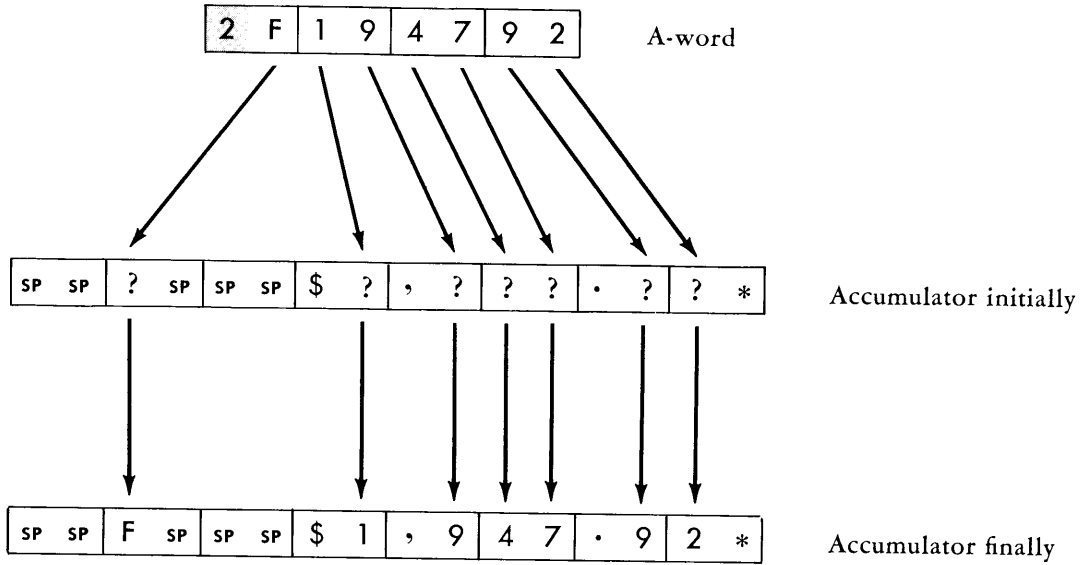 2 F 1 9 4 7 9 2 A-word
SP SP ? SP SP SP $ ? , ? ? ? . ? ? * Accumulator initially
SP SP F SP SP SP $ 1 , 9 4 7 . 9 2 * Accumulator finally